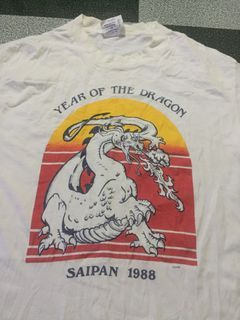 YEAR OF THE DRAGON
SAIPAN 1988